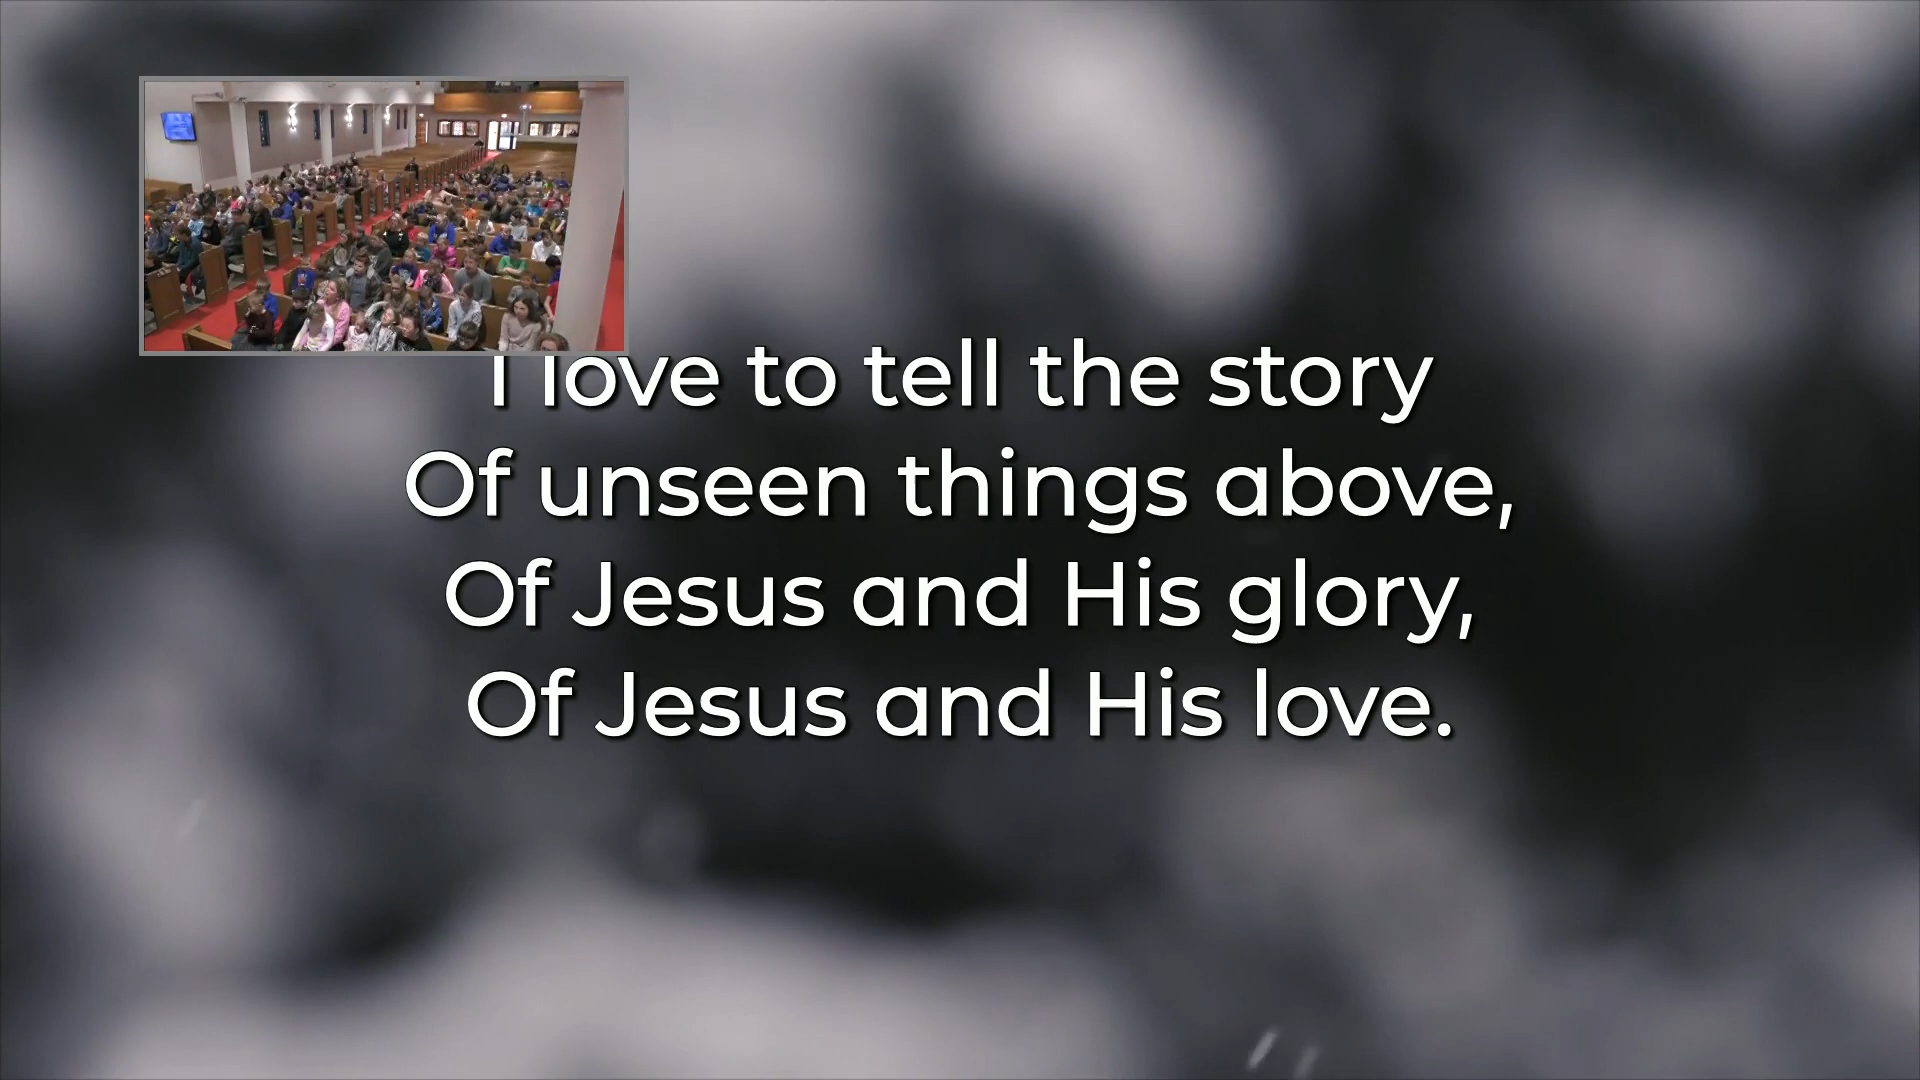 I love to tell the story
Of unseen things above,
Of Jesus and His glory,
Of Jesus and His love.